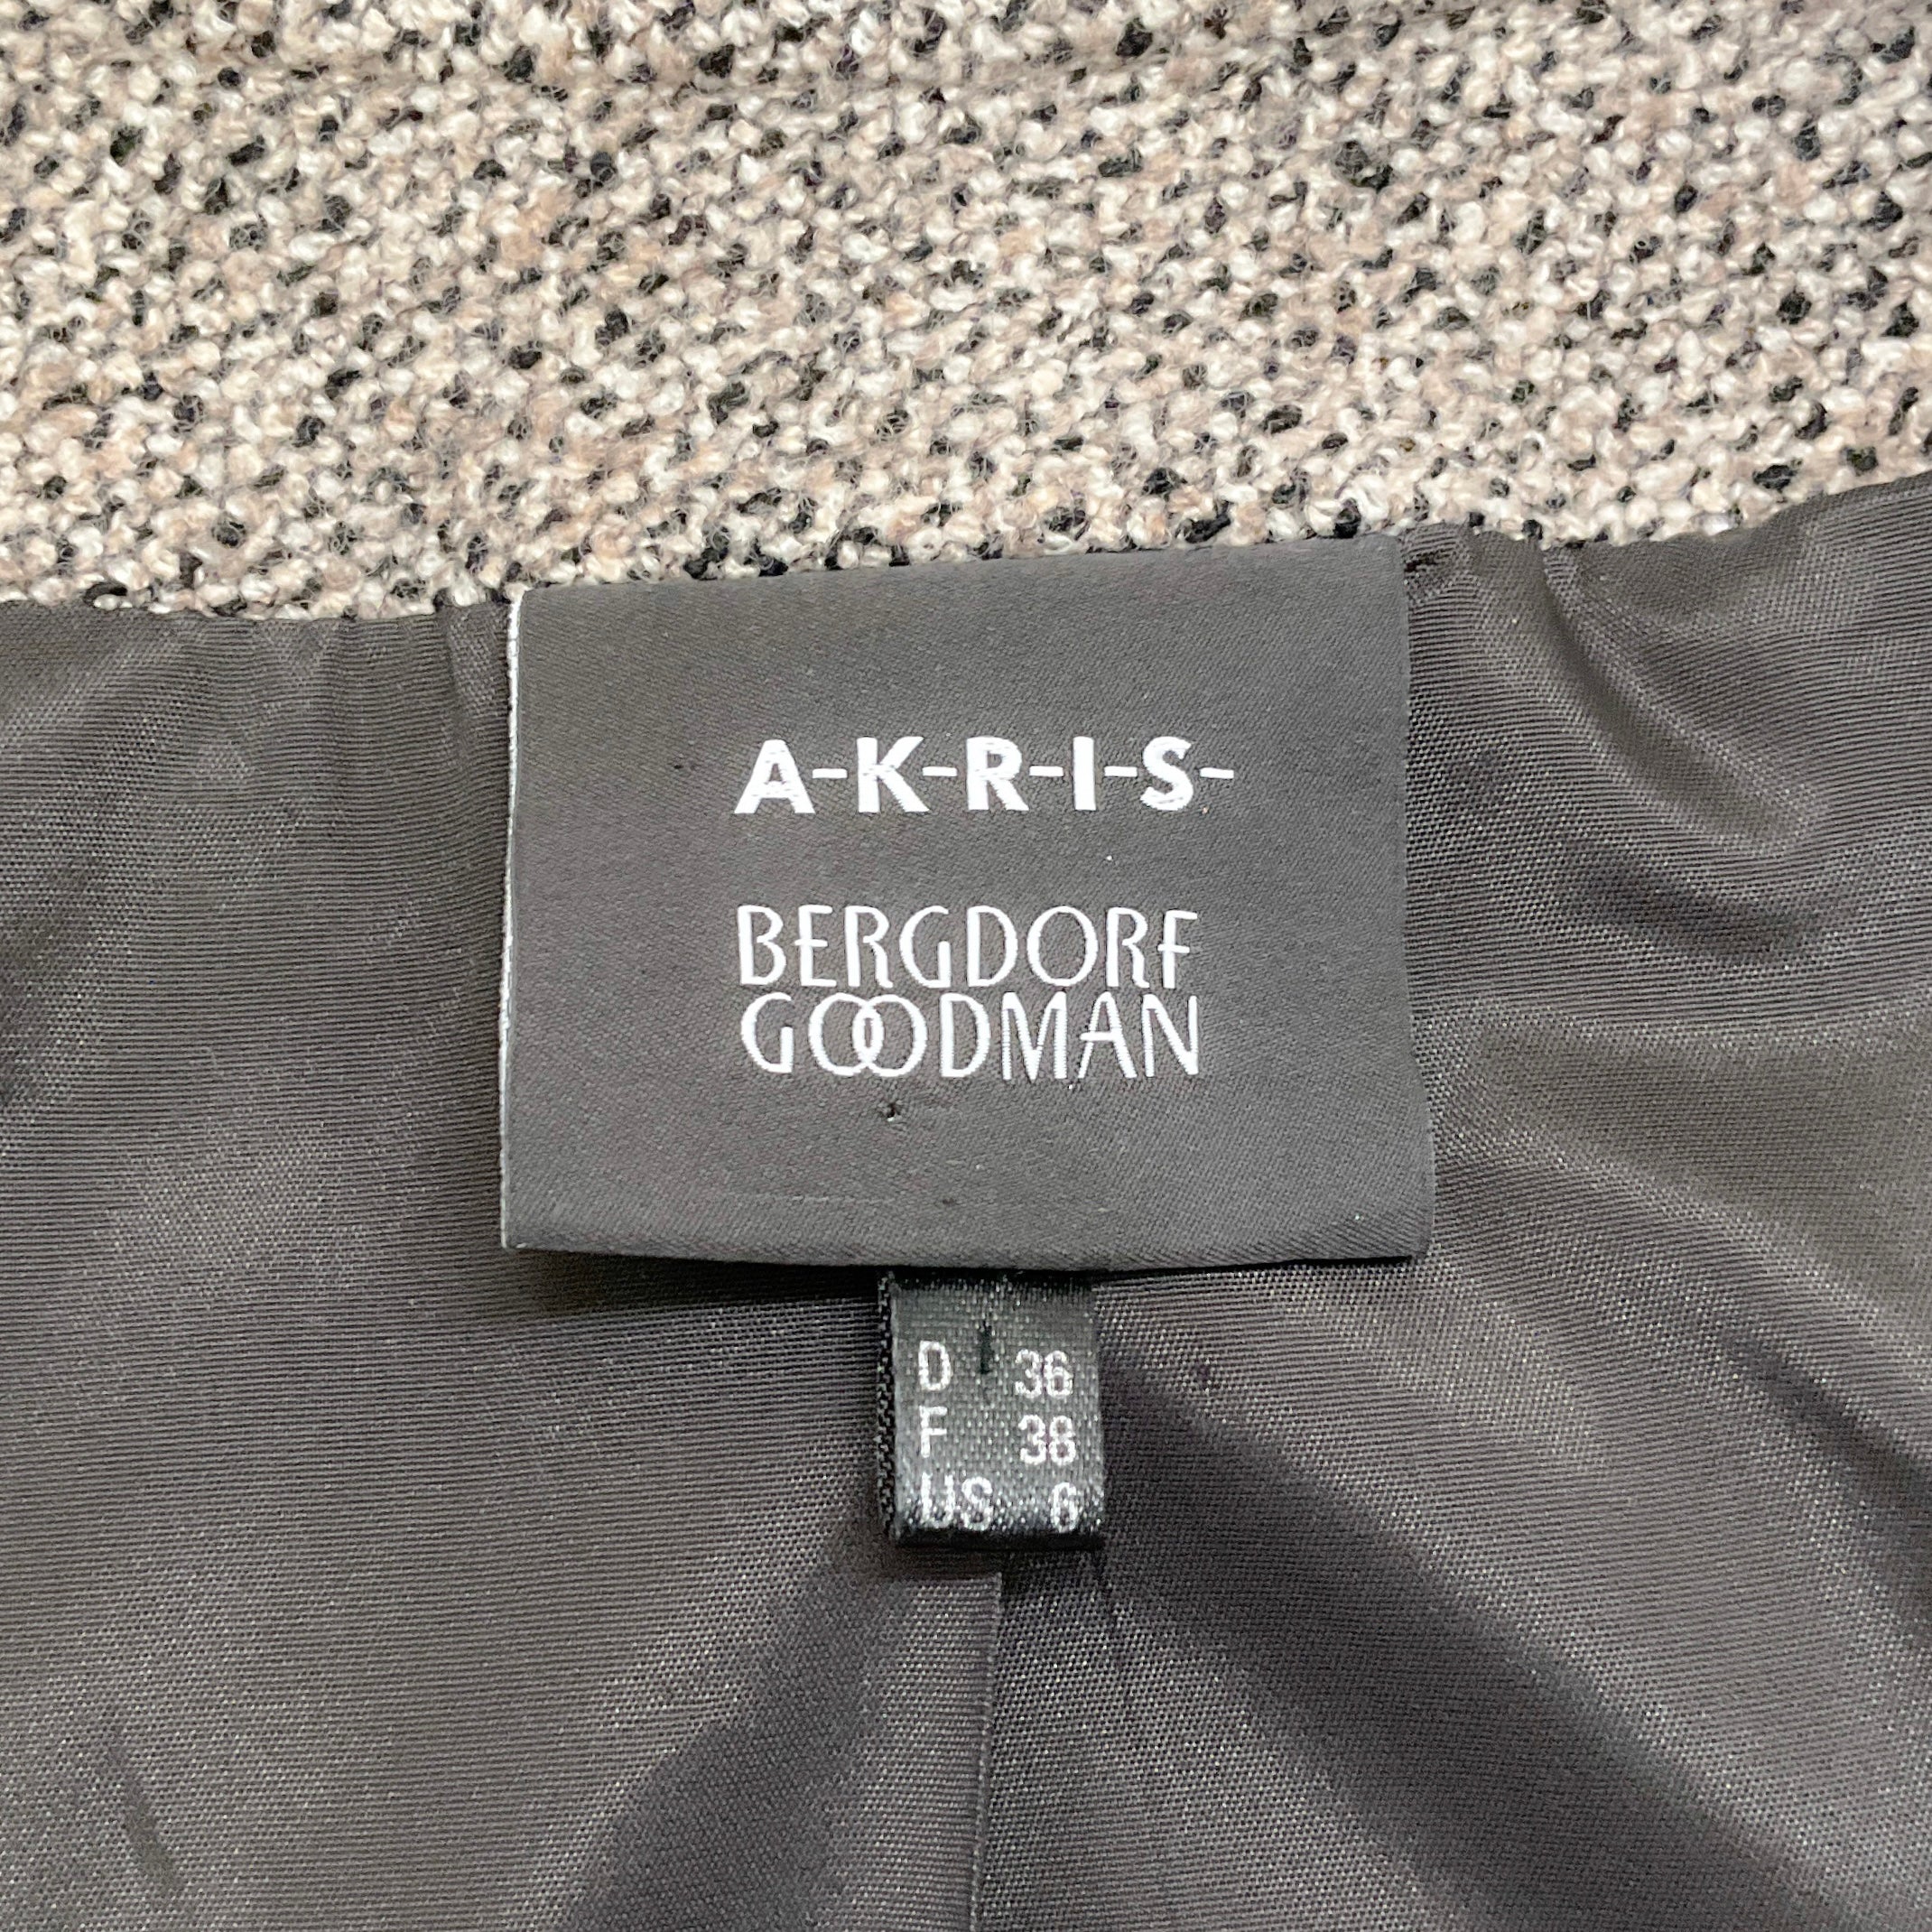 A-K-R-I-S-
BERGDORF
GOODMAN
D 36
F 38
US 6